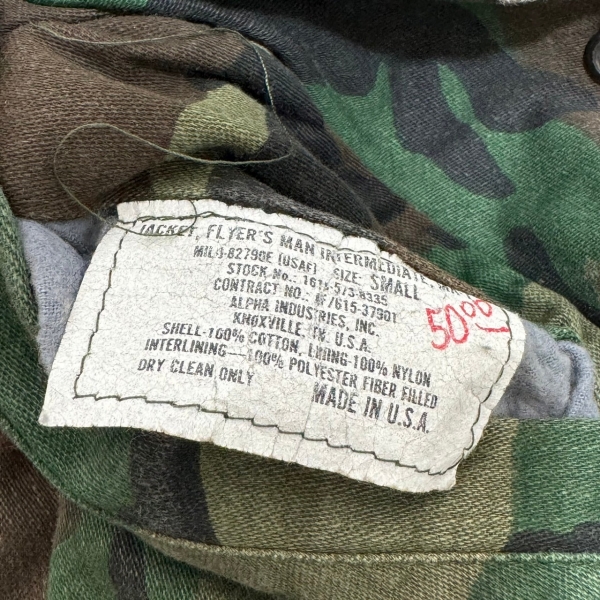 JACKET, FLYER'S MAN INTERMEDIATE, MA-
MIL-J-82790E (USAF) SIZE: SMALL
STOCK No.: 1615-573-8335
CONTRACT NO.: 0F/615-37901
ALPHA INDUSTRIES, INC.
KNOXVILLE, TN. U.S.A.
SHELL-100% COTTON, LINING-100% NYLON
INTERLINING-100% POLYESTER FIBER FILLED
DRY CLEAN ONLY MADE IN U.S.A.
50.00